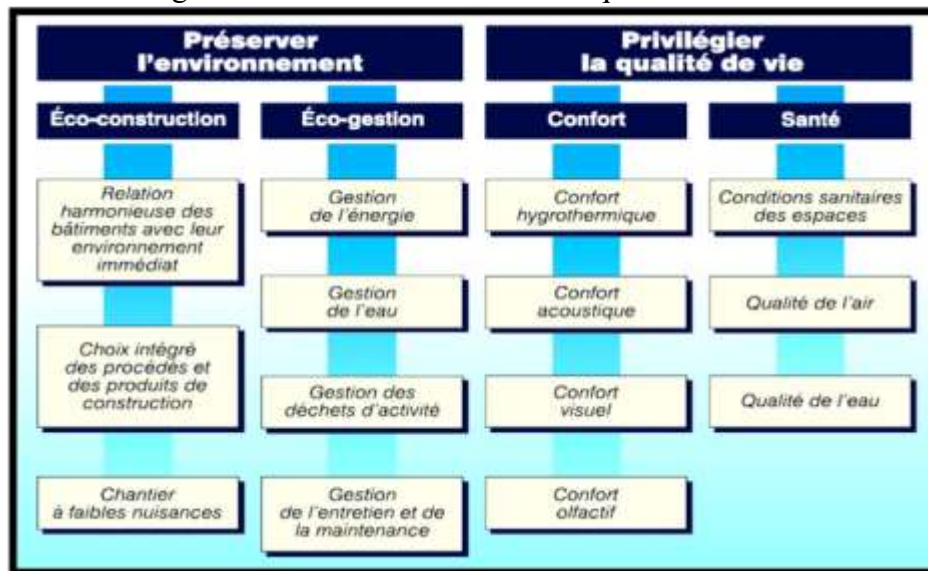 Préserver
l'environnement
Privilégier
la qualité de vie
Éco-construction
Éco-gestion
Confort
Santé
Relation
harmonieuse des
bâtiments avec leur
environnement
immédiat
Choix intégré
des procédés et
des produits de
construction
Chantier
à faibles nuisances
Gestion
de l'énergie
Gestion
de l'eau
Gestion des
déchets d'activité
Gestion
de l'entretien et de
la maintenance
Confort
hygrothermique
Confort
acoustique
Confort
visuel
Confort
olfactif
Conditions sanitaires
des espaces
Qualité de l'air
Qualité de l'eau